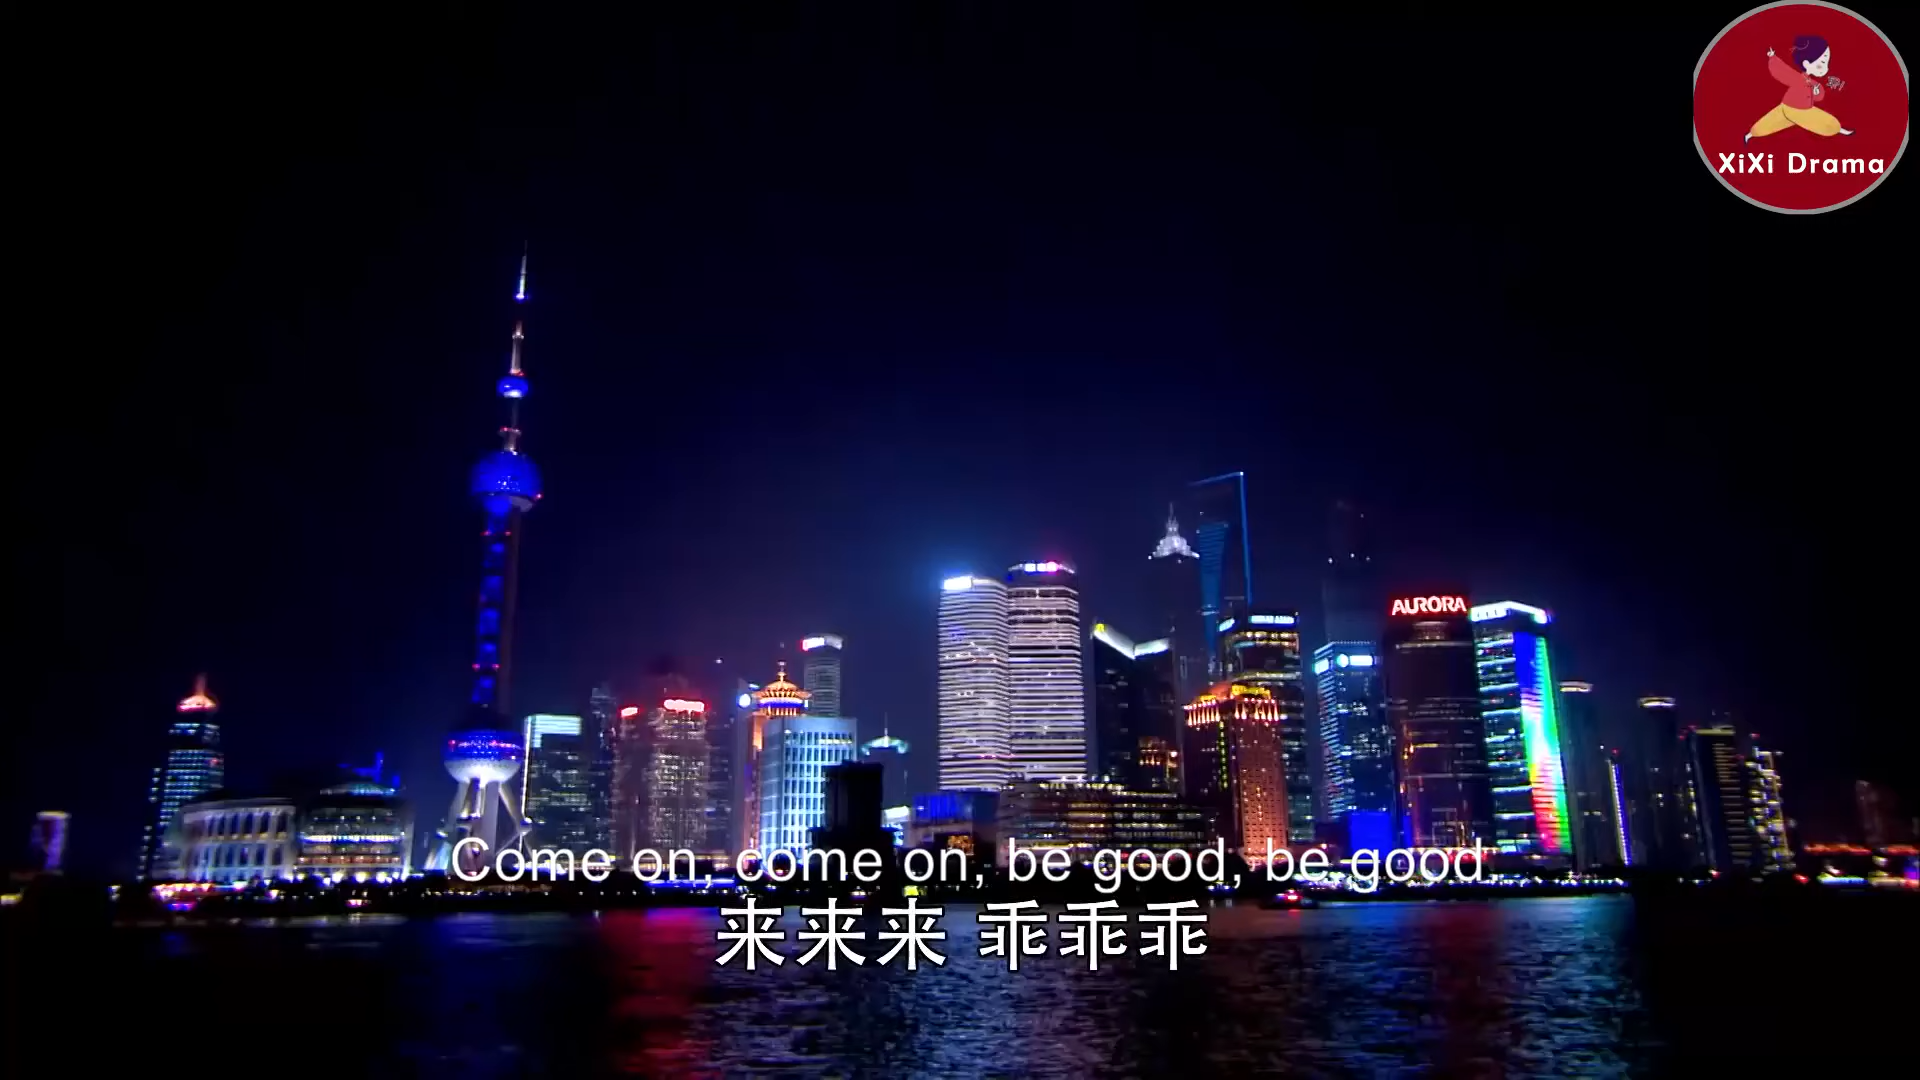 XiXi Drama
AURORA
Come on, come on, be good, be good.
来来来 乖乖乖